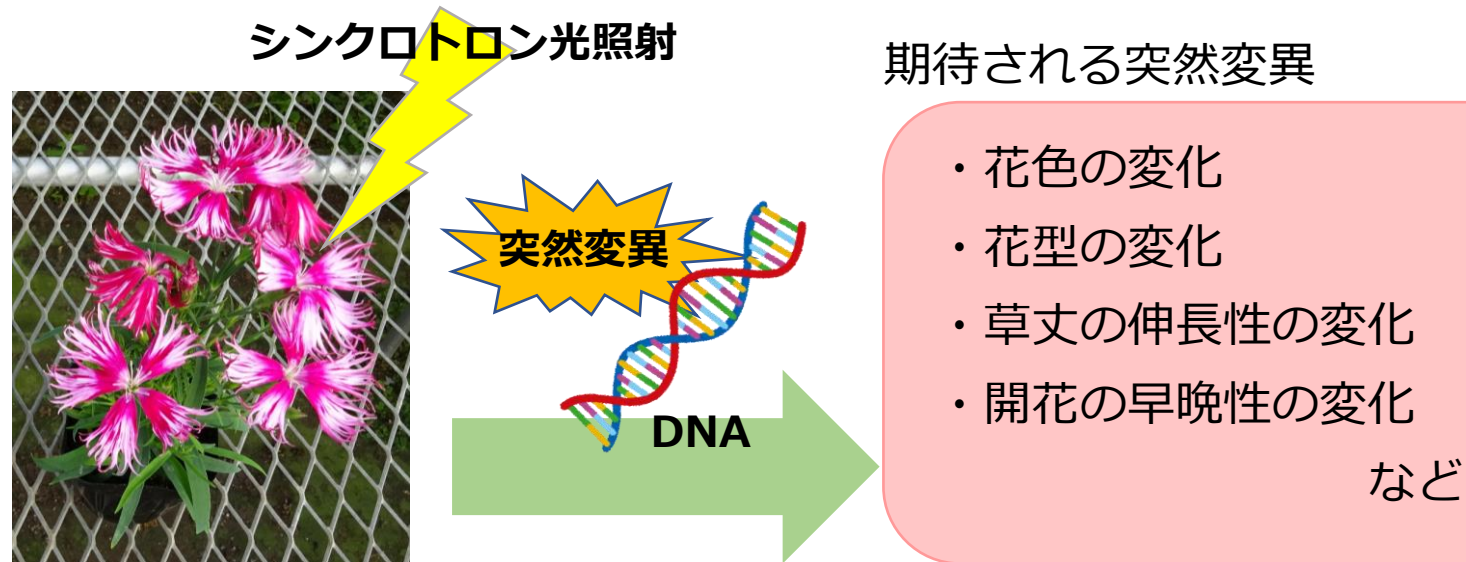 シンクロトロン光照射
突然変異
DNA
期待される突然変異
・花色の変化
・花型の変化
・草丈の伸長性の変化
・開花の早晩性の変化
など